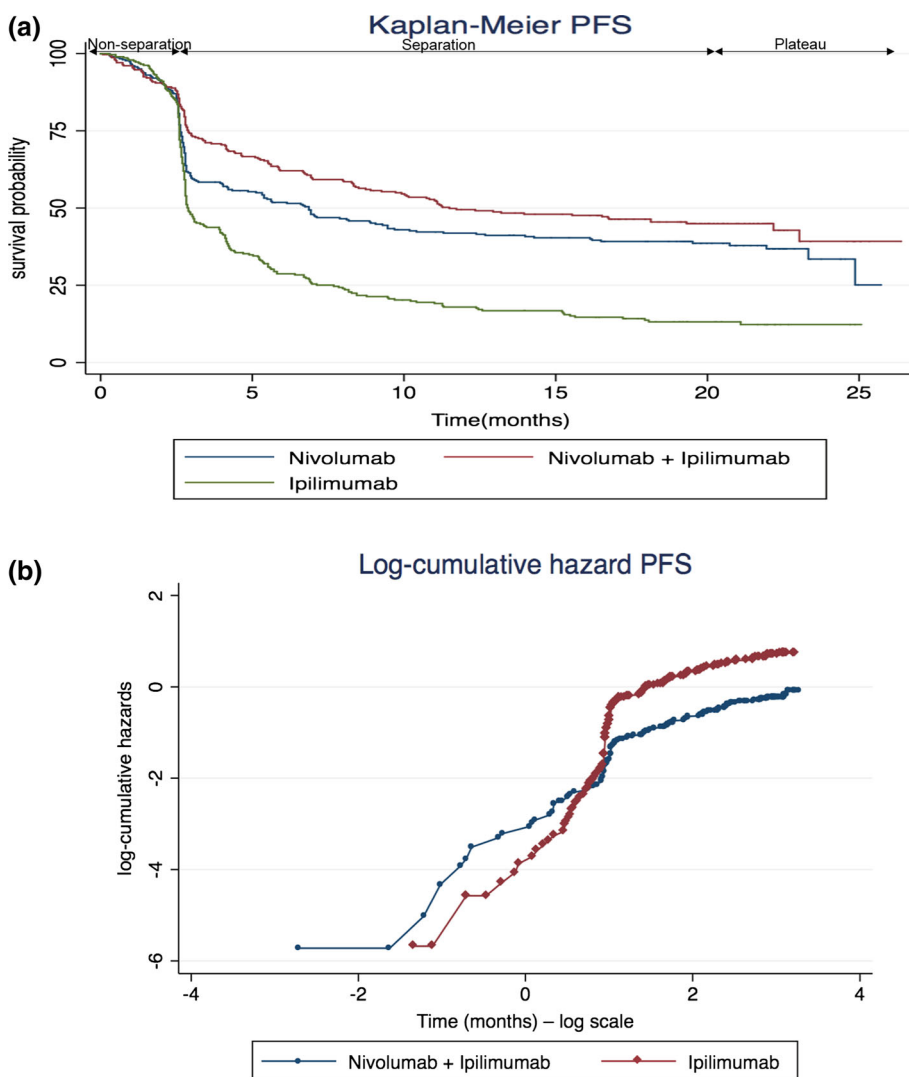 (a)
Kaplan-Meier PFS
Non-separation
Separation
Plateau
100
75
50
25
0
survival probability
0 5 10 15 20 25
Time(months)
Nivolumab
Nivolumab + Ipilimumab
Ipilimumab
(b)
Log-cumulative hazard PFS
2
0
-2
-4
-6
log-cumulative hazards
-4 -2 0 2 4
Time (months) – log scale
Nivolumab + Ipilimumab
Ipilimumab